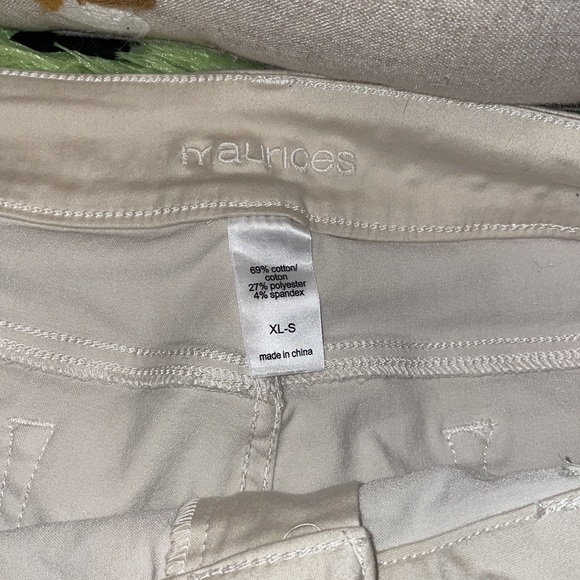 maurices
69% cotton/
coton
27% polyester
4% spandex
XL-S
made in china